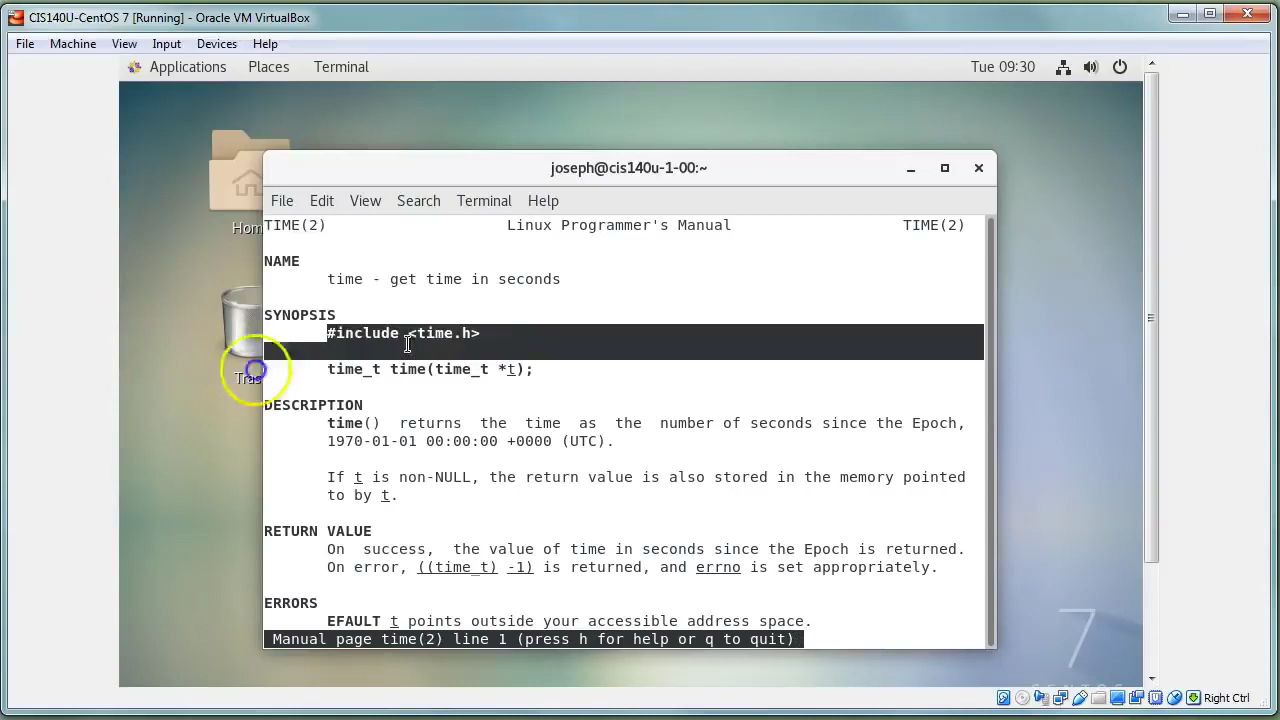 CIS140U-CentOS 7 [Running] - Oracle VM VirtualBox
File Machine View Input Devices Help
Applications Places Terminal Tue 09:30
joseph@cis140u-1-00:~
File Edit View Search Terminal Help
Hom
TIME(2) Linux Programmer's Manual TIME(2)
NAME
time - get time in seconds
SYNOPSIS
#include <time.h>
time_t time(time_t *t);
Tras
DESCRIPTION
time() returns the time as the number of seconds since the Epoch,
1970-01-01 00:00:00 +0000 (UTC).
If t is non-NULL, the return value is also stored in the memory pointed
to by t.
RETURN VALUE
On success, the value of time in seconds since the Epoch is returned.
On error, ((time_t) -1) is returned, and errno is set appropriately.
ERRORS
EFAULT t points outside your accessible address space.
Manual page time(2) line 1 (press h for help or q to quit)
7
Right Ctrl